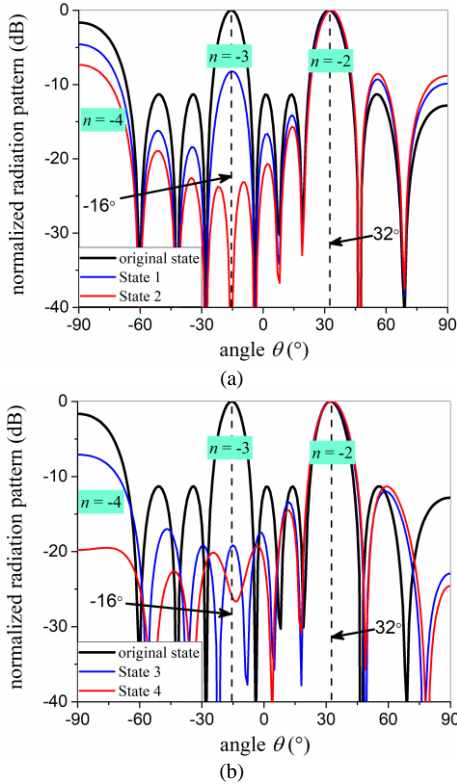 normalized radiation pattern (dB)
0
-10
-20
-30
-40
n = -3
n = -2
n = -4
-16°
32°
original state
State 1
State 2
-90
-60
-30
0
30
60
90
angle θ (°)
(a)
normalized radiation pattern (dB)
0
-10
-20
-30
-40
n = -3
n = -2
n = -4
-16°
32°
original state
State 3
State 4
-90
-60
-30
0
30
60
90
angle θ (°)
(b)